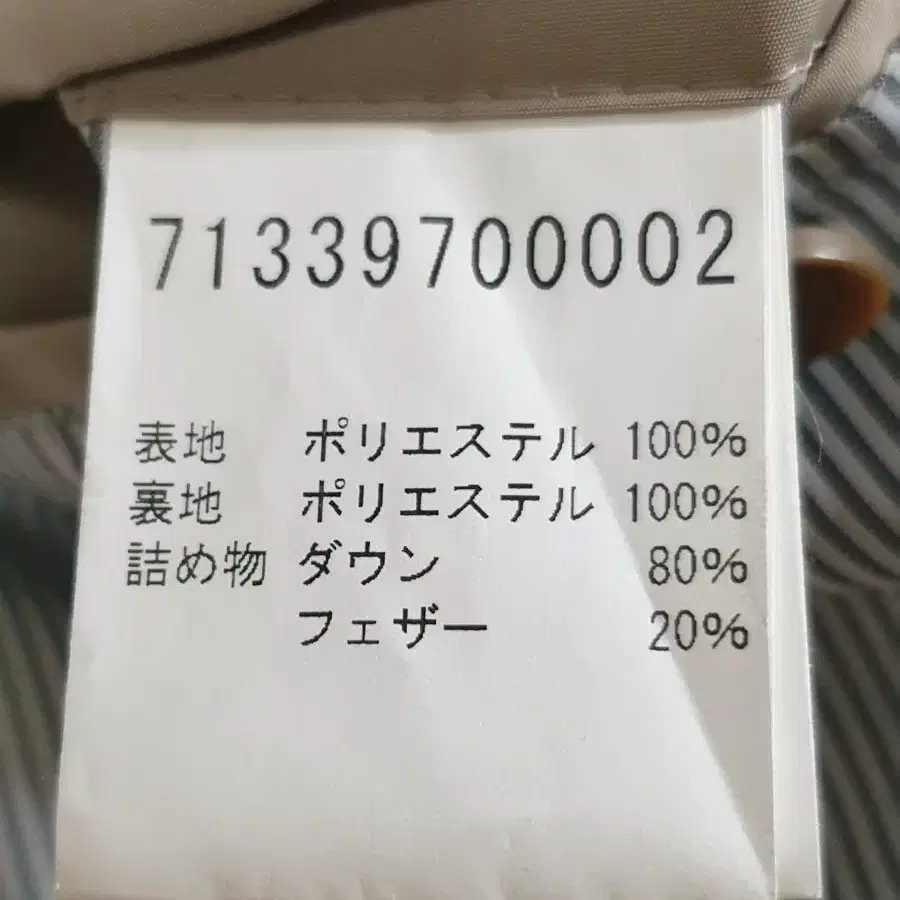 71339700002
表地 ポリエステル 100%
裏地 ポリエステル 100%
詰め物 ダウン 80%
フェザー 20%